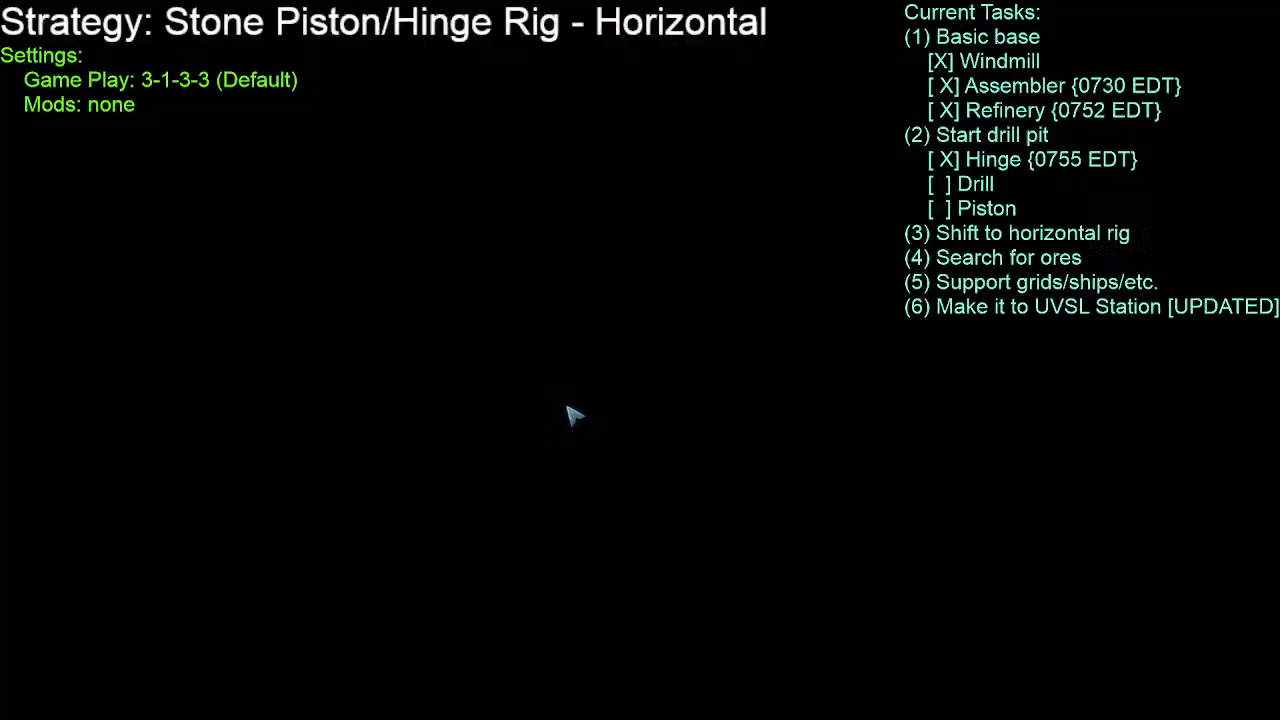 Strategy: Stone Piston/Hinge Rig - Horizontal
Settings:
Game Play: 3-1-3-3 (Default)
Mods: none
Current Tasks:
(1) Basic base
[X] Windmill
[ X] Assembler {0730 EDT}
[ X] Refinery {0752 EDT}
(2) Start drill pit
[ X] Hinge {0755 EDT}
[ ] Drill
[ ] Piston
(3) Shift to horizontal rig
(4) Search for ores
(5) Support grids/ships/etc.
(6) Make it to UVSL Station [UPDATED]